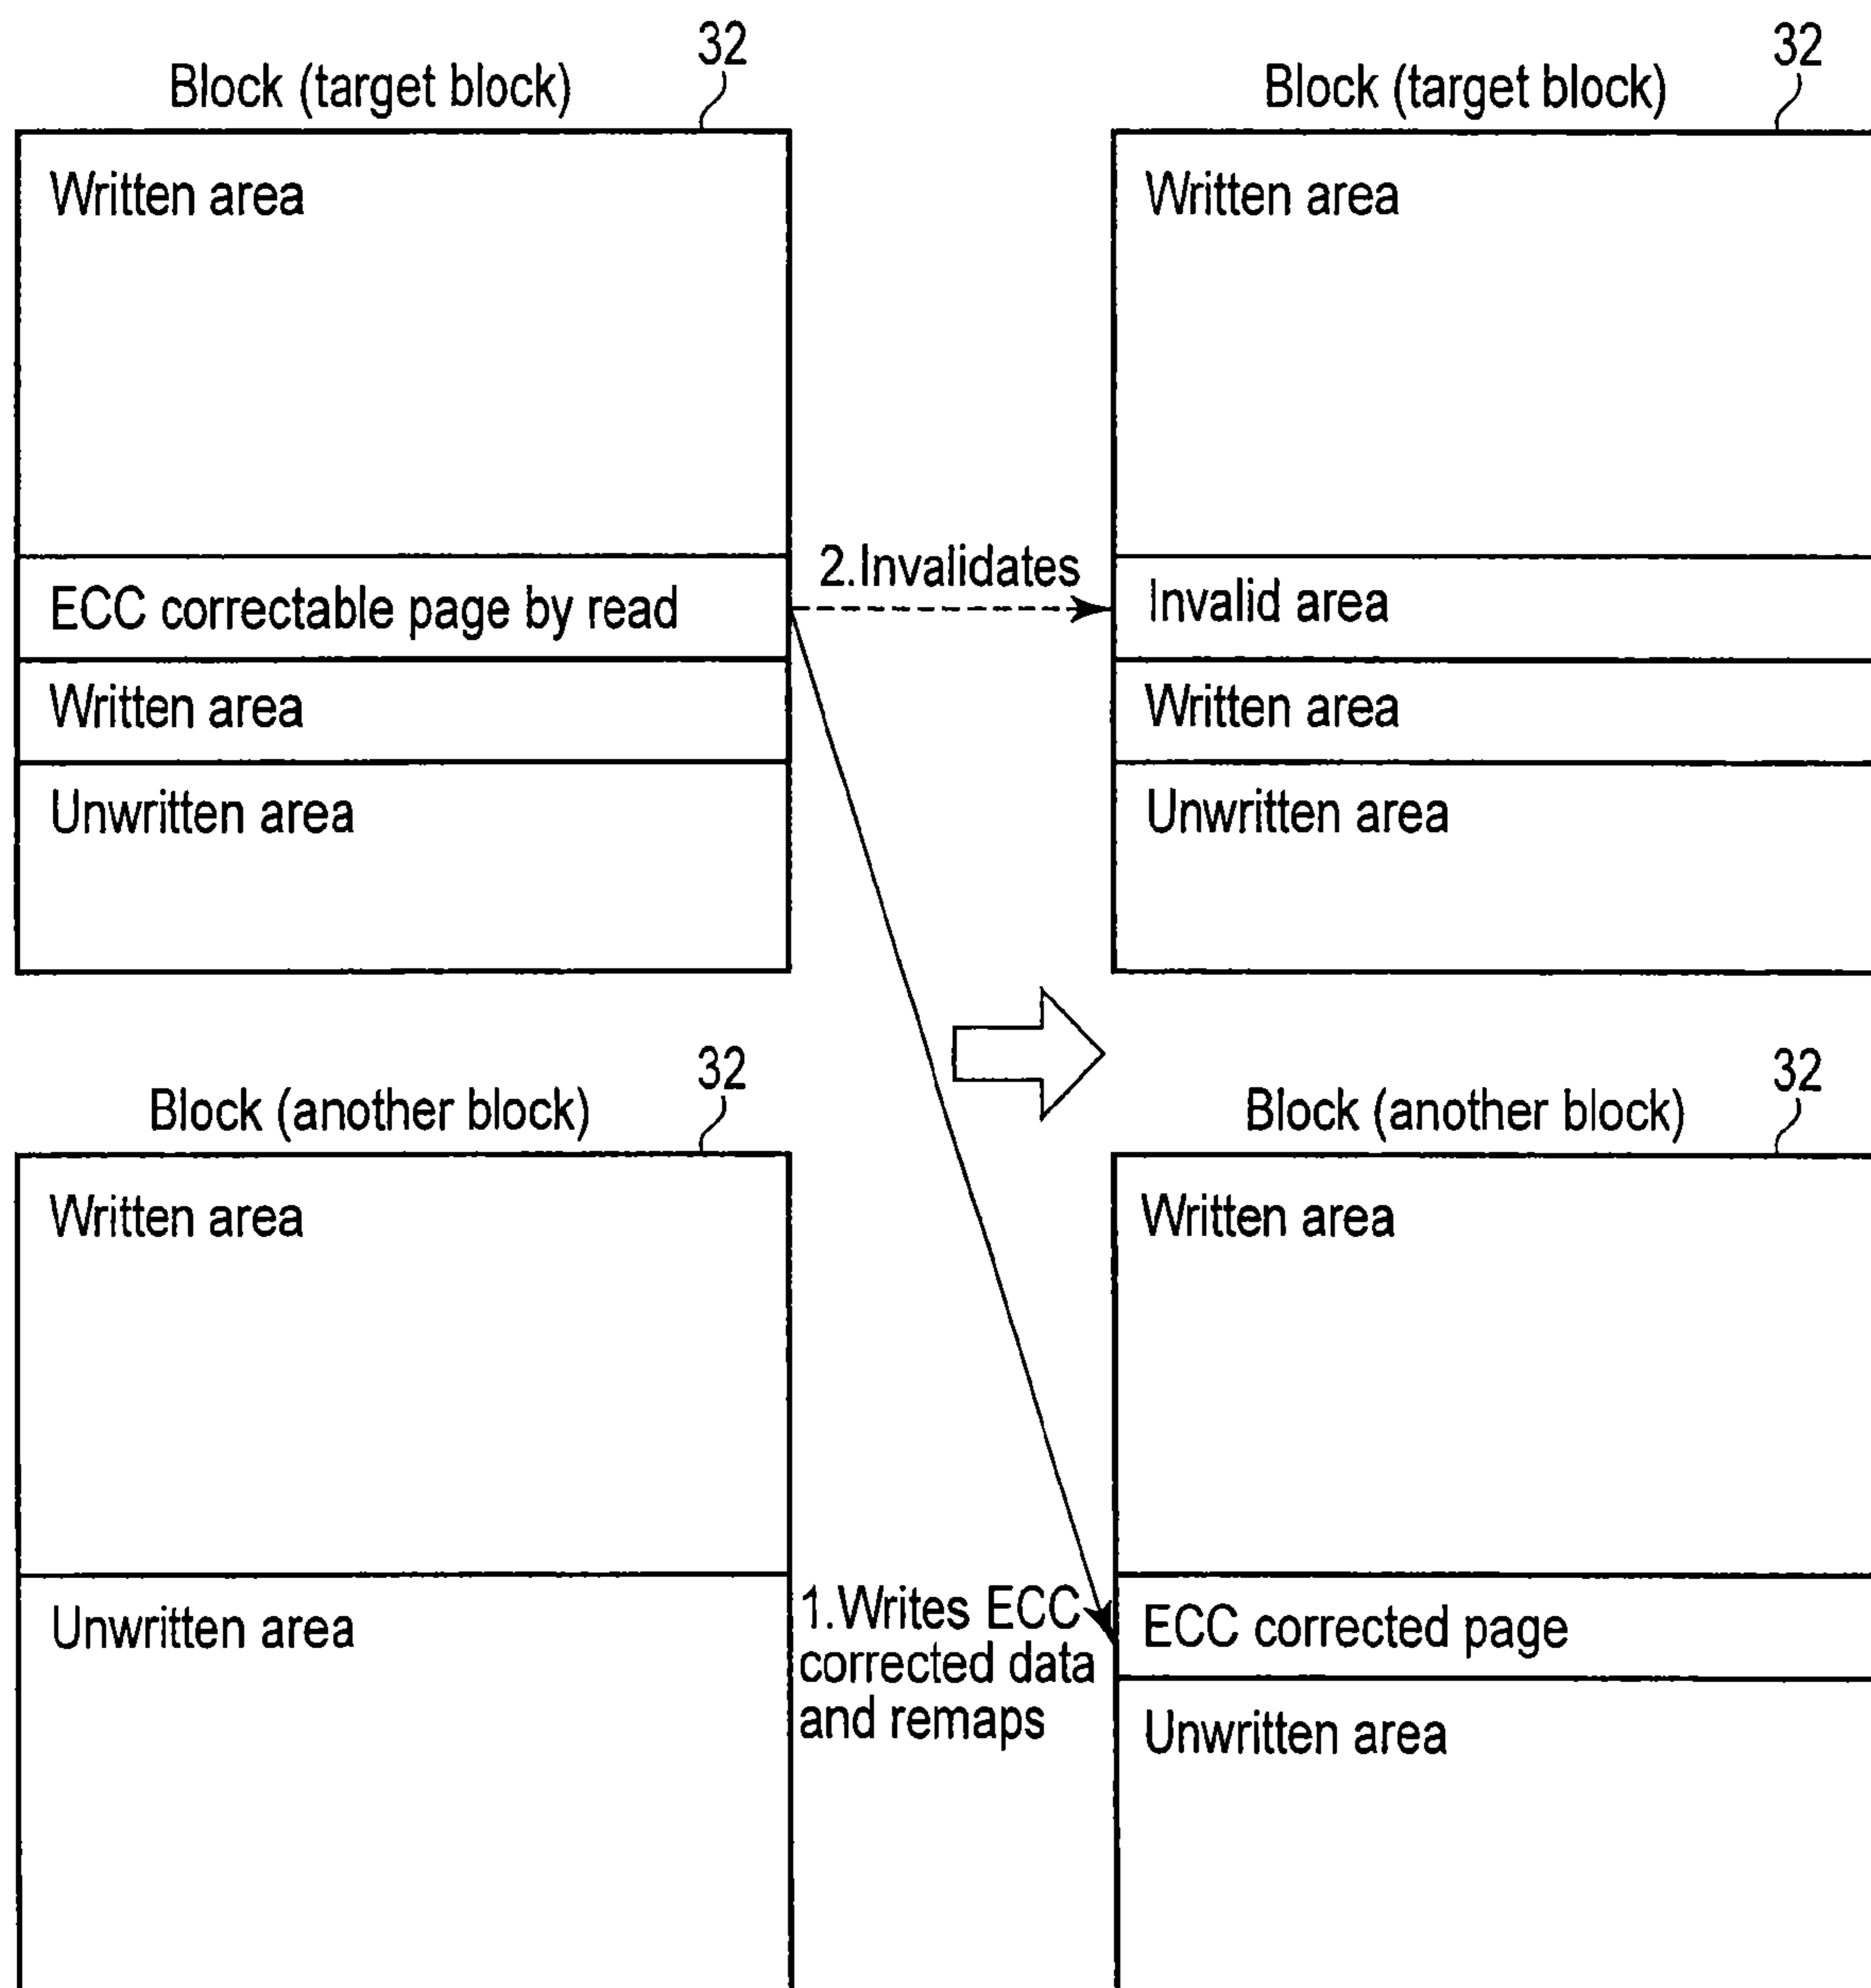 32
32
Block (target block)
Block (target block)
Written area
Written area
2.Invalidates
ECC correctable page by read
Invalid area
Written area
Written area
Unwritten area
Unwritten area
32
32
Block (another block)
Block (another block)
Written area
Written area
Unwritten area
1.Writes ECC
corrected data
and remaps
ECC corrected page
Unwritten area